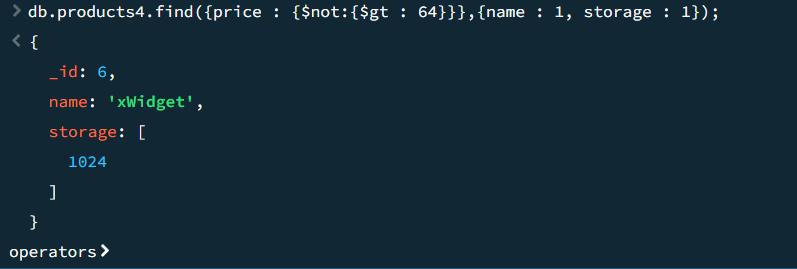 > db.products4.find({price : {$not:{$gt : 64}}},{name : 1, storage : 1});
< {
_id: 6,
name: 'xWidget',
storage: [
1024
]
}
operators>